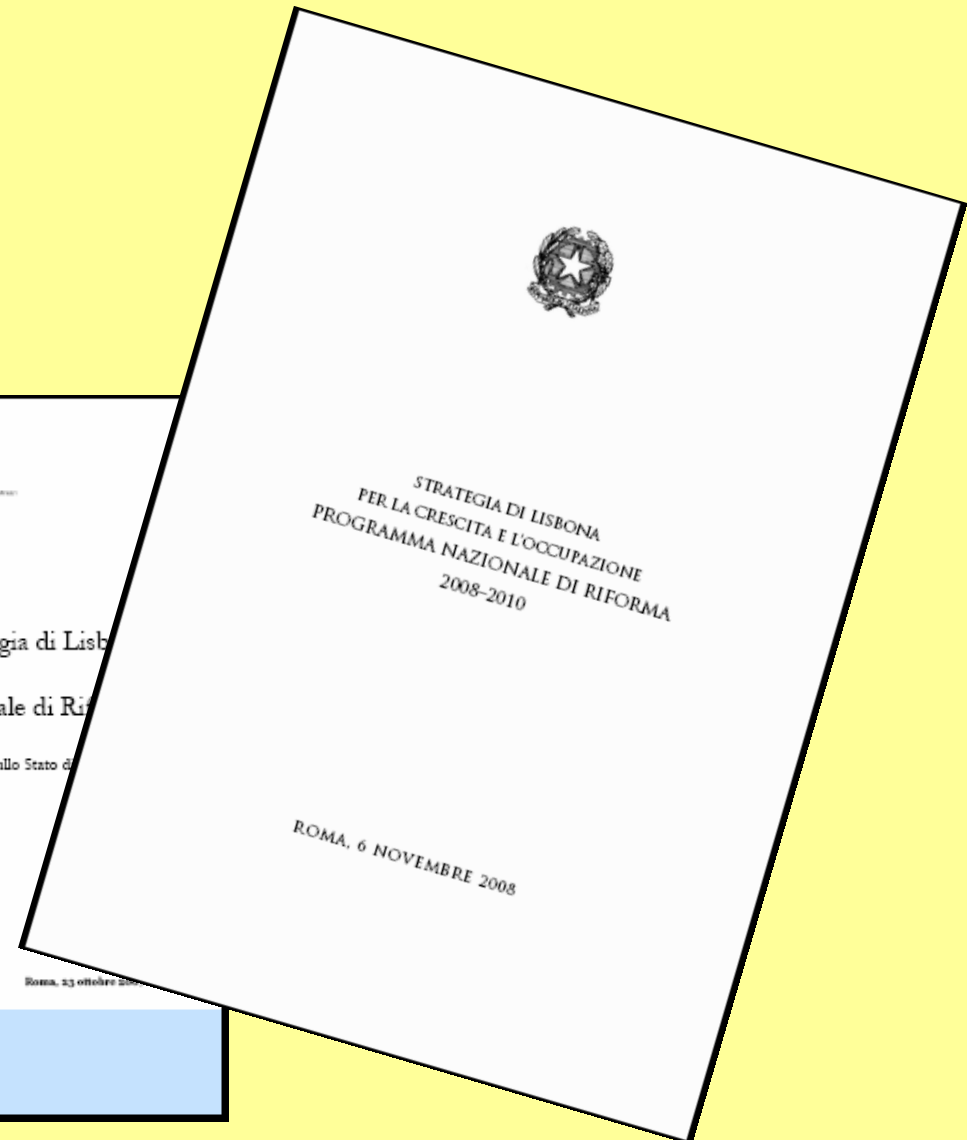 STRATEGIA DI LISBONA
PER LA CRESCITA E L'OCCUPAZIONE
PROGRAMMA NAZIONALE DI RIFORMA
2008-2010
ROMA, 6 NOVEMBRE 2008
gia di Lisb
ale di Rif
ullo Stato d
Roma, 23 ottobre